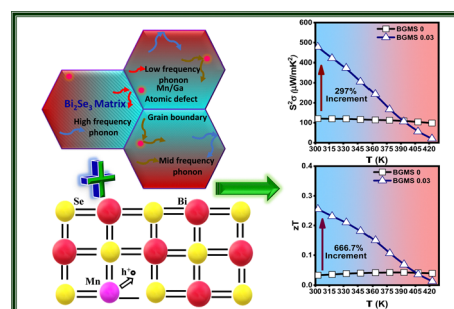 Low frequency
phonon
Mn/Ga
Atomic defect
Bi₂Se₃ Matrix
High frequency
phonon
Grain boundary
Mid frequency
phonon
Se
Bi
Mn
h⁺
BGMS 0
BGMS 0.03
S²σ (µW/mK²)
600
500
400
300
200
100
0
297%
Increment
300 315 330 345 360 375 390 405 420
T (K)
BGMS 0
BGMS 0.03
zT
0.4
0.3
0.2
0.1
0.0
666.7%
Increment
300 315 330 345 360 375 390 405 420
T (K)